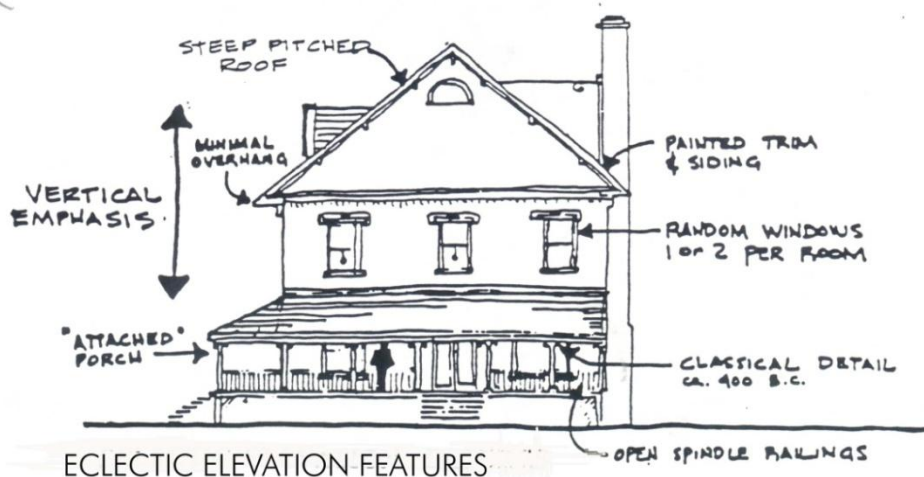 STEEP PITCHED
ROOF
MINIMAL
OVERHANG
VERTICAL
EMPHASIS
PAINTED TRIM
& SIDING
RANDOM WINDOWS
1 or 2 PER ROOM
"ATTACHED"
PORCH
CLASSICAL DETAIL
ca. 400 B.C.
OPEN SPINDLE RAILINGS
ECLECTIC ELEVATION FEATURES